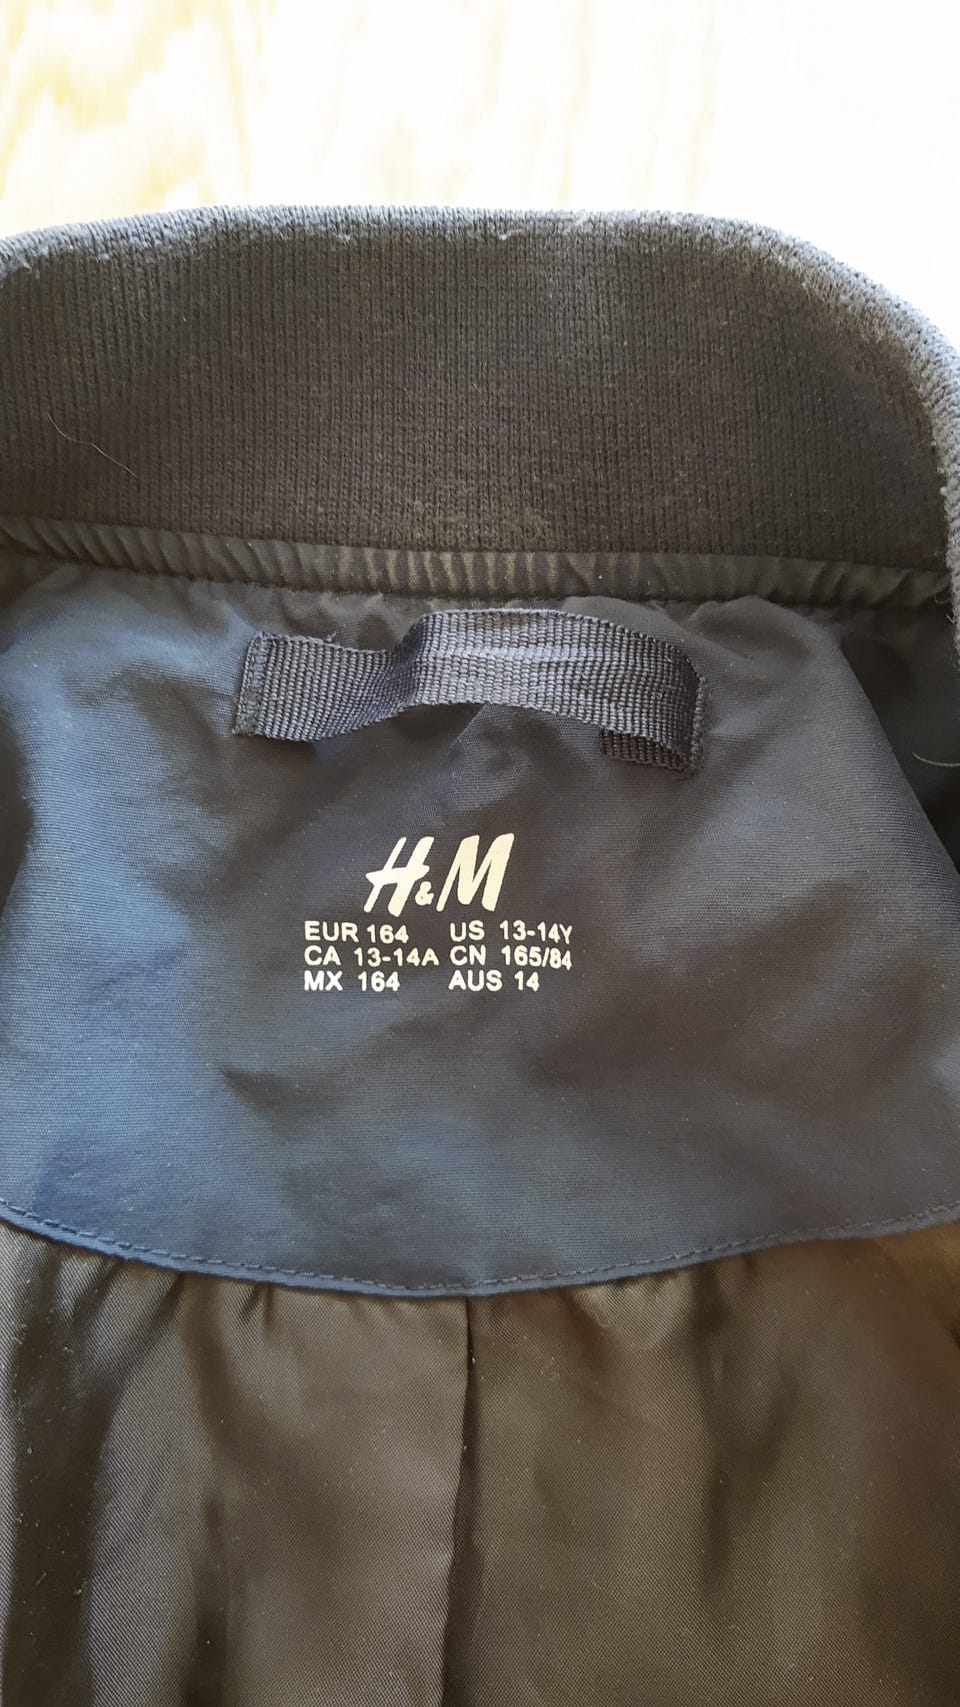 H&M
EUR 164 US 13-14Y
CA 13-14A CN 165/84
MX 164 AUS 14